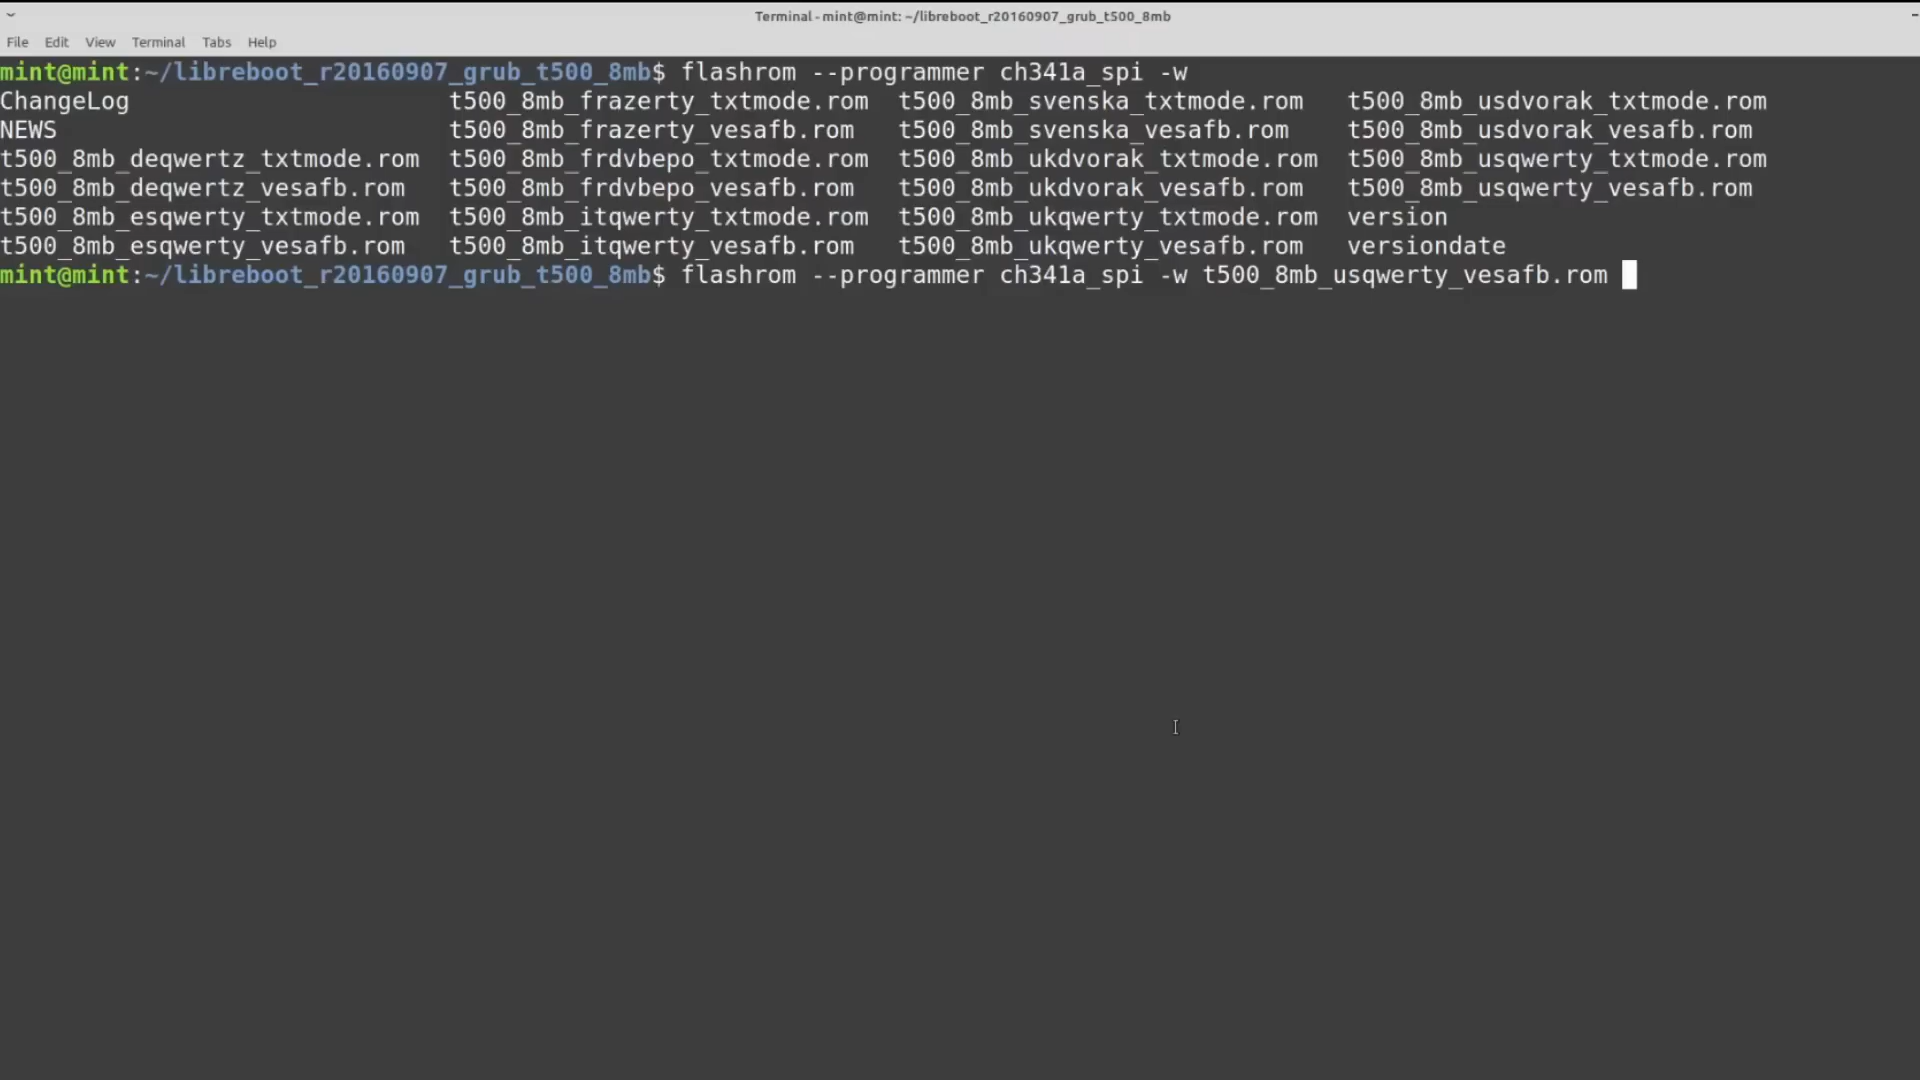 Terminal - mint@mint: ~/libreboot_r20160907_grub_t500_8mb
File Edit View Terminal Tabs Help
mint@mint:~/libreboot_r20160907_grub_t500_8mb$ flashrom --programmer ch341a_spi -w
ChangeLog t500_8mb_frazerty_txtmode.rom t500_8mb_svenska_txtmode.rom t500_8mb_usdvorak_txtmode.rom
NEWS t500_8mb_frazerty_vesafb.rom t500_8mb_svenska_vesafb.rom t500_8mb_usdvorak_vesafb.rom
t500_8mb_deqwertz_txtmode.rom t500_8mb_frdvbepo_txtmode.rom t500_8mb_ukdvorak_txtmode.rom t500_8mb_usqwerty_txtmode.rom
t500_8mb_deqwertz_vesafb.rom t500_8mb_frdvbepo_vesafb.rom t500_8mb_ukdvorak_vesafb.rom t500_8mb_usqwerty_vesafb.rom
t500_8mb_esqwerty_txtmode.rom t500_8mb_itqwerty_txtmode.rom t500_8mb_ukqwerty_txtmode.rom version
t500_8mb_esqwerty_vesafb.rom t500_8mb_itqwerty_vesafb.rom t500_8mb_ukqwerty_vesafb.rom versiondate
mint@mint:~/libreboot_r20160907_grub_t500_8mb$ flashrom --programmer ch341a_spi -w t500_8mb_usqwerty_vesafb.rom